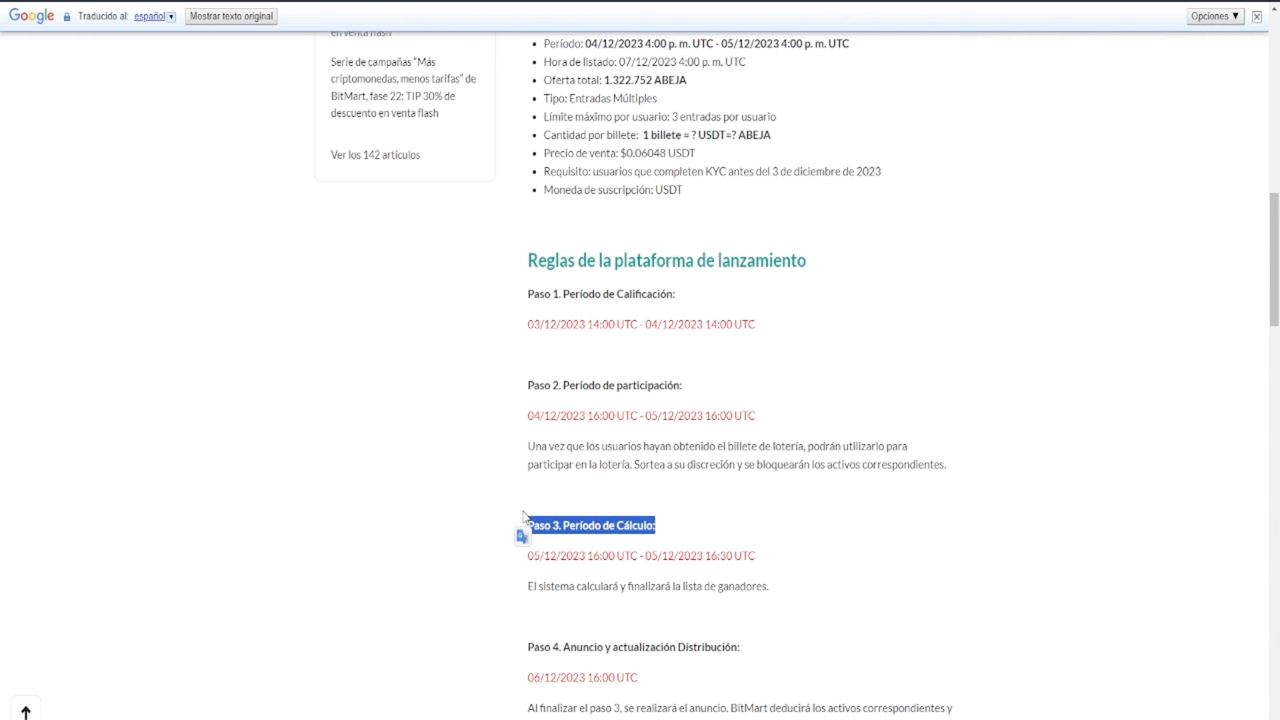 Google Traducido al: español Mostrar texto original Opciones ▼
en venta flash
Serie de campañas “Más
criptomonedas, menos tarifas” de
BitMart, fase 22: TIP 30% de
descuento en venta flash
Ver los 142 artículos
Período: 04/12/2023 4:00 p. m. UTC - 05/12/2023 4:00 p. m. UTC
Hora de listado: 07/12/2023 4:00 p. m. UTC
Oferta total: 1.322.752 ABEJA
Tipo: Entradas Múltiples
Límite máximo por usuario: 3 entradas por usuario
Cantidad por billete: 1 billete = ? USDT=? ABEJA
Precio de venta: $0.06048 USDT
Requisito: usuarios que completen KYC antes del 3 de diciembre de 2023
Moneda de suscripción: USDT
Reglas de la plataforma de lanzamiento
Paso 1. Período de Calificación:
03/12/2023 14:00 UTC - 04/12/2023 14:00 UTC
Paso 2. Período de participación:
04/12/2023 16:00 UTC - 05/12/2023 16:00 UTC
Una vez que los usuarios hayan obtenido el billete de lotería, podrán utilizarlo para
participar en la lotería. Sortea a su discreción y se bloquearán los activos correspondientes.
Paso 3. Período de Cálculo:
05/12/2023 16:00 UTC - 05/12/2023 16:30 UTC
El sistema calculará y finalizará la lista de ganadores.
Paso 4. Anuncio y actualización Distribución:
06/12/2023 16:00 UTC
Al finalizar el paso 3, se realizará el anuncio. BitMart deducirá los activos correspondientes y